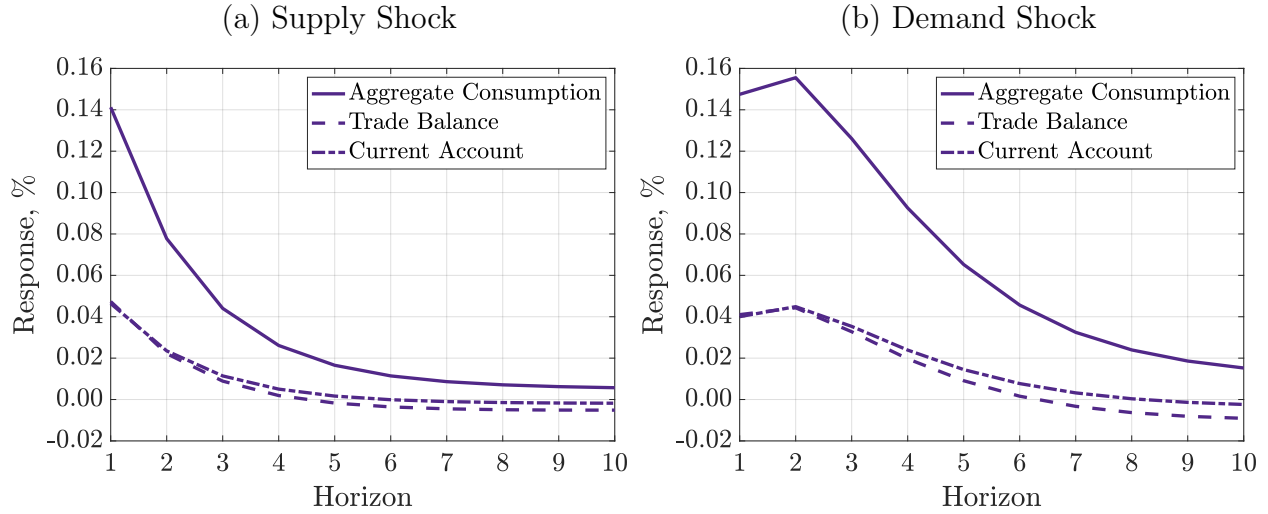 (a) Supply Shock
0.16
0.14
0.12
0.10
0.08
0.06
0.04
0.02
0.00
-0.02
Response, %
Aggregate Consumption
Trade Balance
Current Account
1 2 3 4 5 6 7 8 9 10
Horizon
(b) Demand Shock
0.16
0.14
0.12
0.10
0.08
0.06
0.04
0.02
0.00
-0.02
Response, %
Aggregate Consumption
Trade Balance
Current Account
1 2 3 4 5 6 7 8 9 10
Horizon